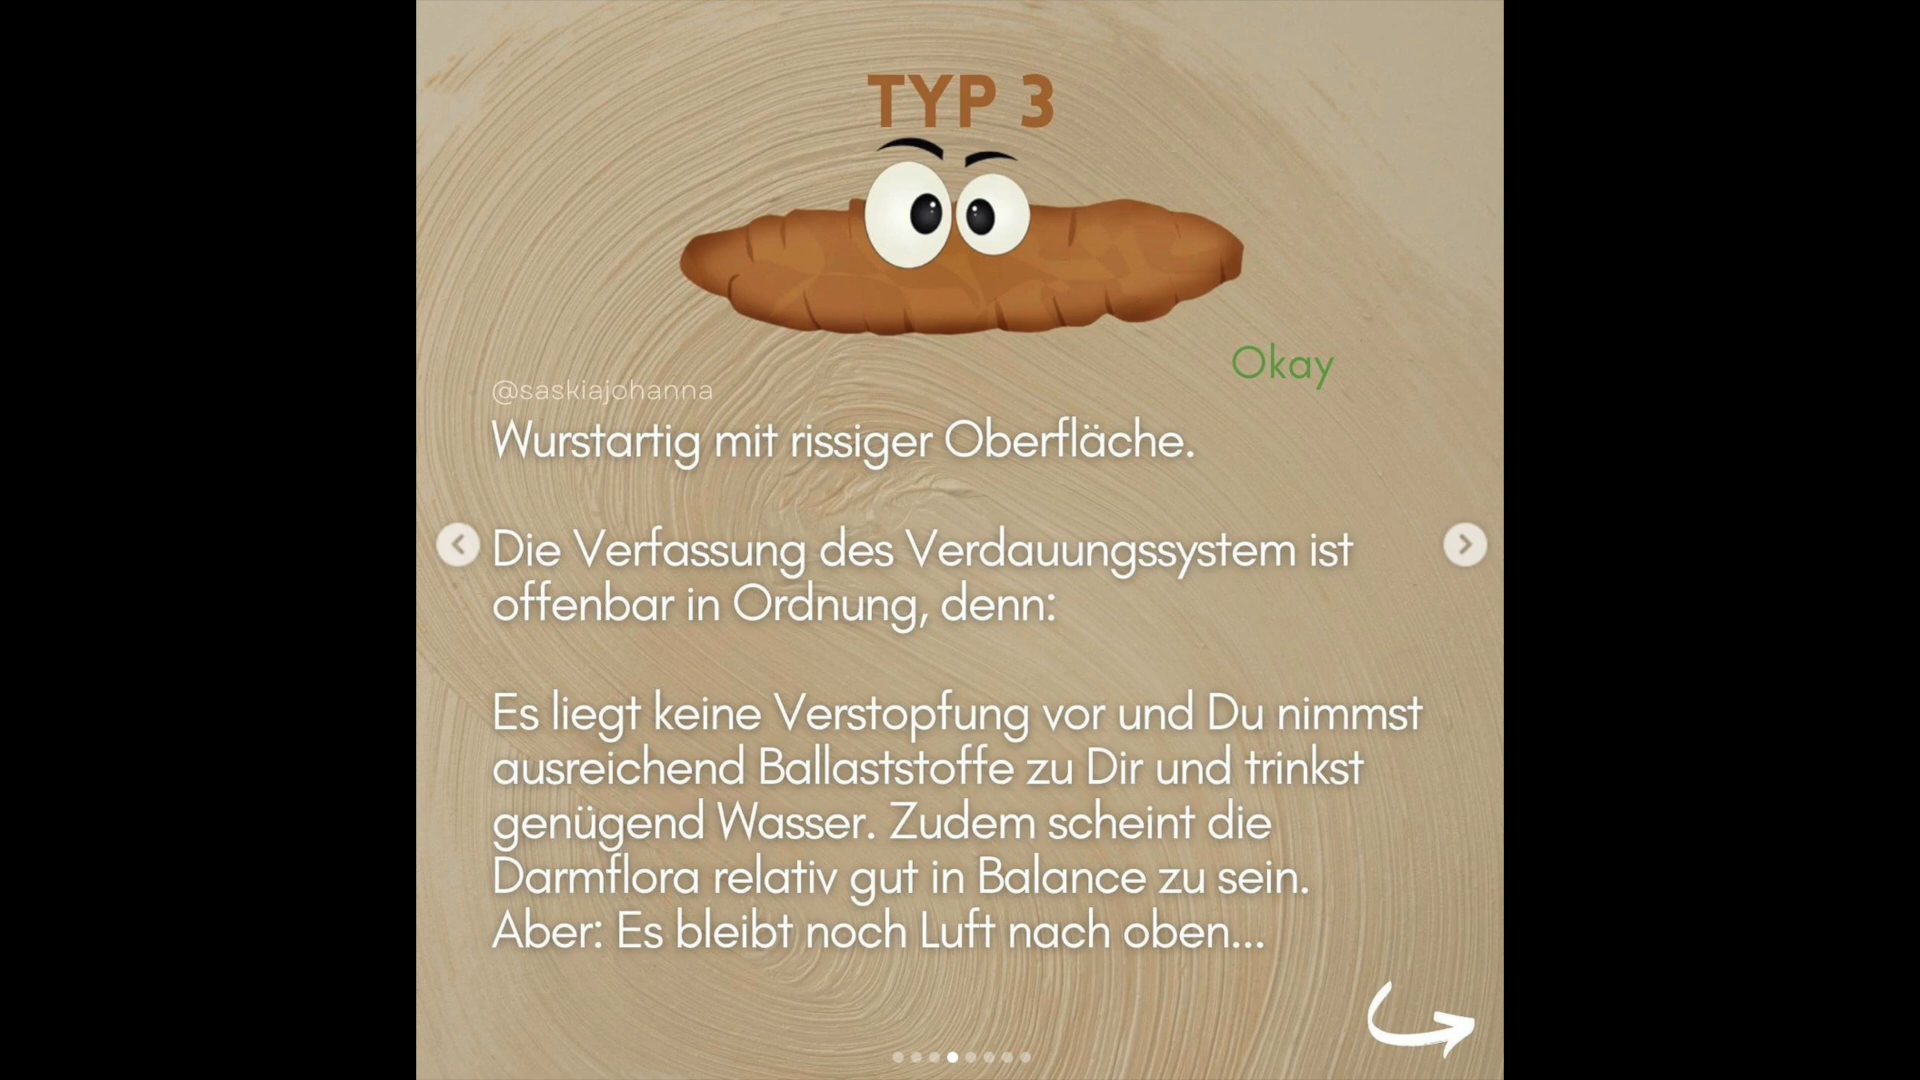 TYP 3
Okay
@saskiajohanna
Wurstartig mit rissiger Oberfläche.
Die Verfassung des Verdauungssystem ist
offenbar in Ordnung, denn:
Es liegt keine Verstopfung vor und Du nimmst
ausreichend Ballaststoffe zu Dir und trinkst
genügend Wasser. Zudem scheint die
Darmflora relativ gut in Balance zu sein.
Aber: Es bleibt noch Luft nach oben...